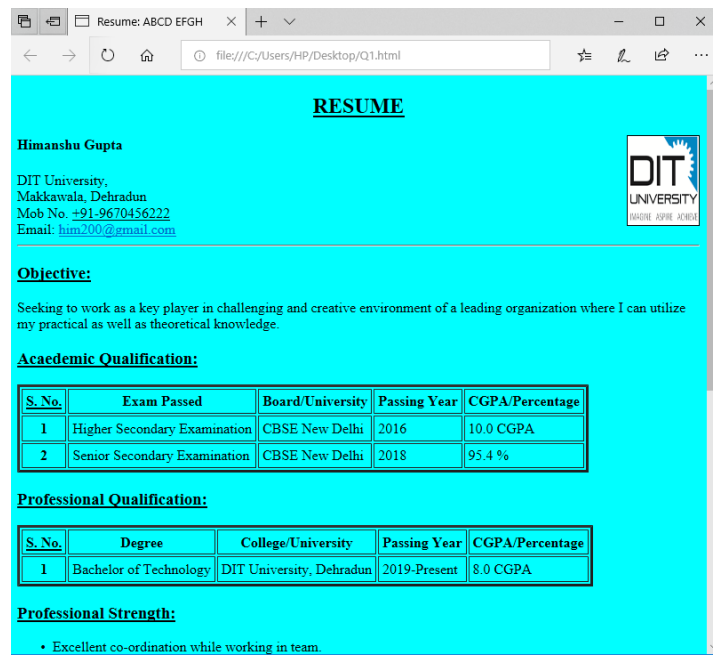 Resume: ABCD EFGH
file:///C:/Users/HP/Desktop/Q1.html
RESUME
Himanshu Gupta
DIT University,
Makkawala, Dehradun
Mob No. +91-9670456222
Email: him200@gmail.com
DIT
UNIVERSITY
IMAGINE ASPIRE ACHIEVE
Objective:
Seeking to work as a key player in challenging and creative environment of a leading organization where I can utilize
my practical as well as theoretical knowledge.
Acaedemic Qualification:
S. No. Exam Passed Board/University Passing Year CGPA/Percentage
1 Higher Secondary Examination CBSE New Delhi 2016 10.0 CGPA
2 Senior Secondary Examination CBSE New Delhi 2018 95.4 %
Professional Qualification:
S. No. Degree College/University Passing Year CGPA/Percentage
1 Bachelor of Technology DIT University, Dehradun 2019-Present 8.0 CGPA
Professional Strength:
• Excellent co-ordination while working in team.